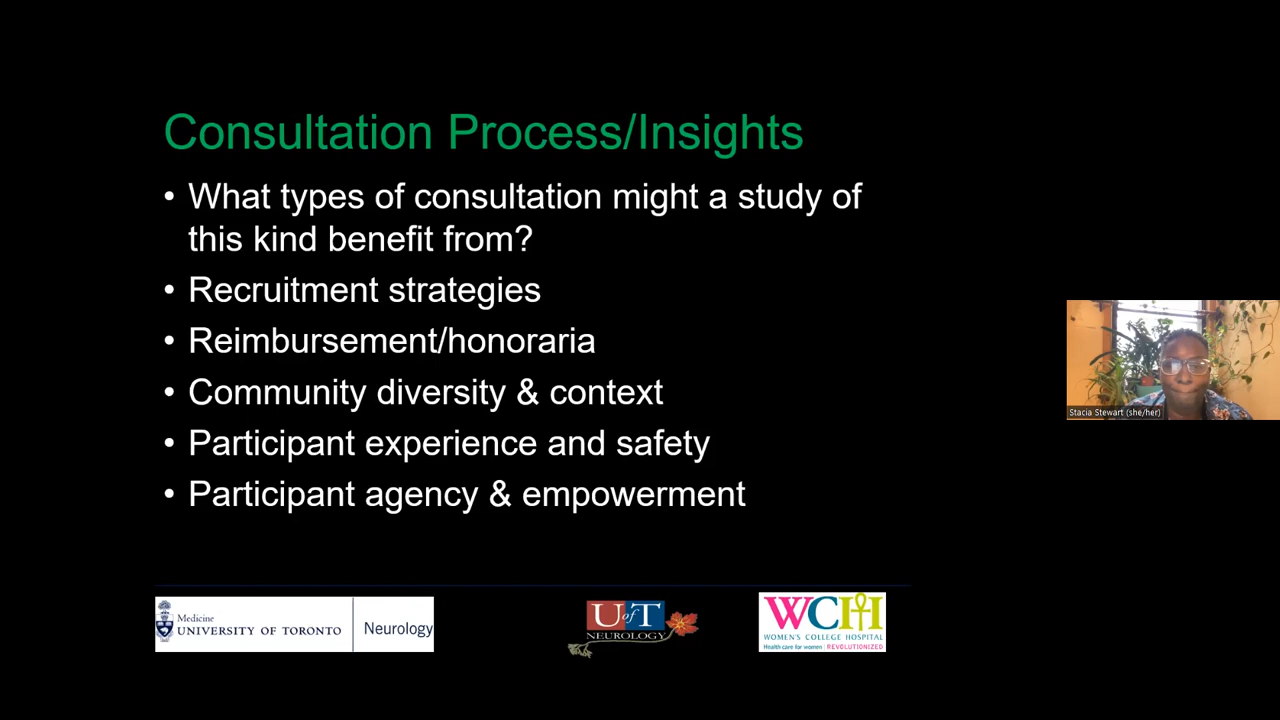 Consultation Process/Insights
• What types of consultation might a study of
this kind benefit from?
• Recruitment strategies
• Reimbursement/honoraria
• Community diversity & context
• Participant experience and safety
• Participant agency & empowerment
Stacia Stewart (she/her)
Medicine
UNIVERSITY OF TORONTO
Neurology
UofT
NEUROLOGY
WCH
WOMEN'S COLLEGE HOSPITAL
Health care for women | REVOLUTIONIZED